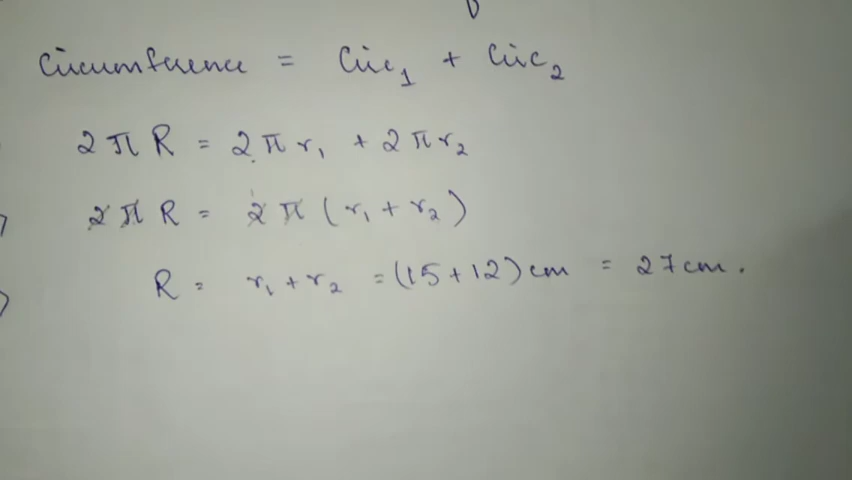 Circumference = Circ₁ + Circ₂
2πR = 2πr₁ + 2πr₂
2πR = 2π(r₁ + r₂)
R = r₁ + r₂ = (15 + 12) cm = 27 cm.